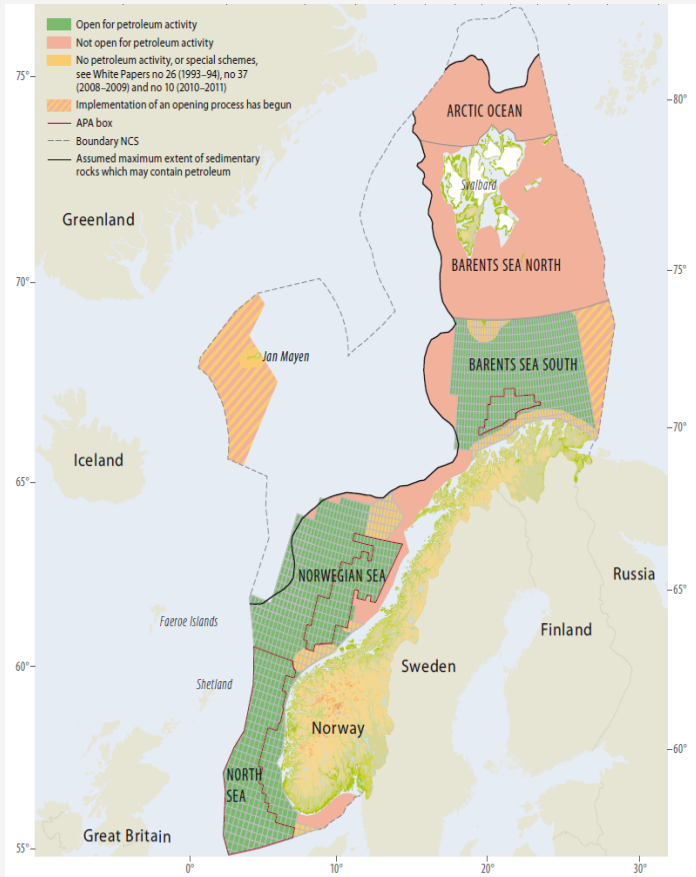 Open for petroleum activity
Not open for petroleum activity
No petroleum activity, or special schemes,
see White Papers no 26 (1993–94), no 37
(2008–2009) and no 10 (2010–2011)
Implementation of an opening process has begun
APA box
Boundary NCS
Assumed maximum extent of sedimentary
rocks which may contain petroleum
75°
80°
ARCTIC OCEAN
Svalbard
Greenland
BARENTS SEA NORTH
70°
75°
Jan Mayen
BARENTS SEA SOUTH
70°
Iceland
65°
NORWEGIAN SEA
Russia
65°
Faeroe Islands
Finland
Sweden
60°
Shetland
Norway
60°
NORTH
SEA
Great Britain
55°
0°
10°
20°
30°